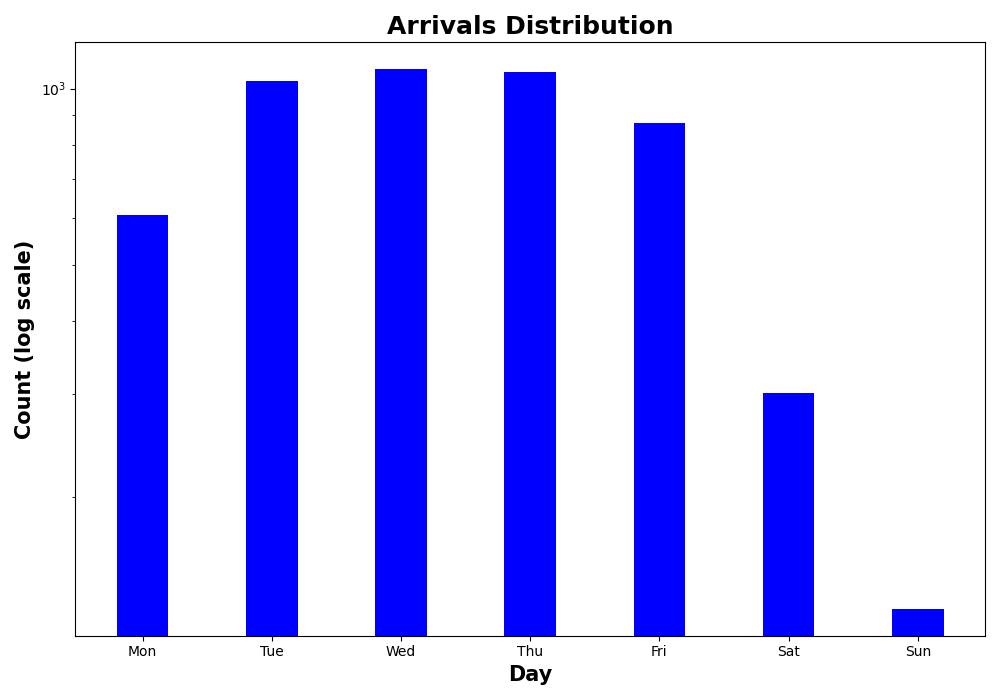 Arrivals Distribution
Count (log scale)
10³
Mon Tue Wed Thu Fri Sat Sun
Day